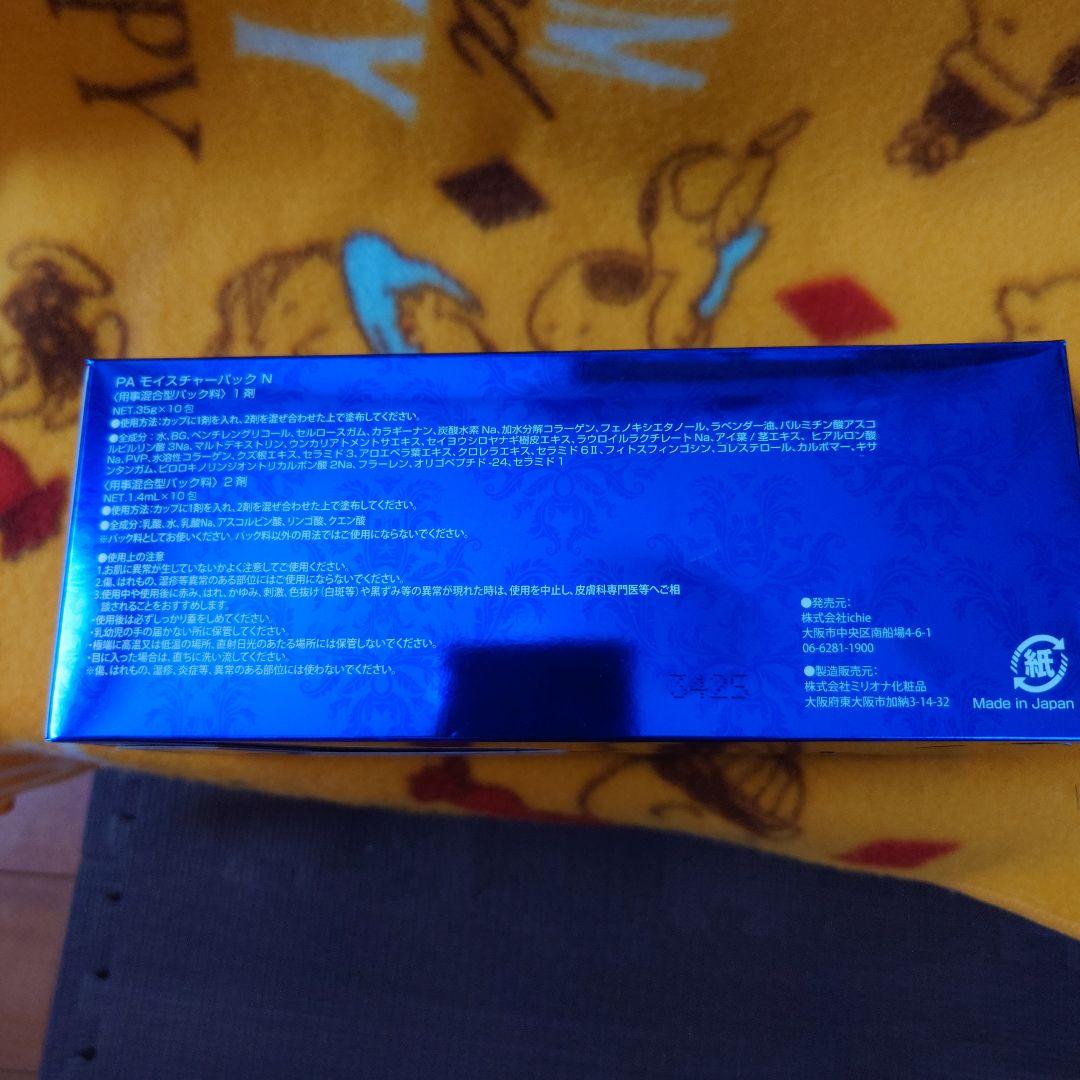 PY
PA モイスチャーパック N
〈用事混合型パック料〉1 剤
NET.35g×10包
●使用方法:カップに1剤を入れ、2剤を混ぜ合わせた上で塗布してください。
●全成分：水、BG、ペンチレングリコール、セルロースガム、カラギーナン、炭酸水素 Na、加水分解コラーゲン、フェノキシエタノール、ラベンダー油、パルミチン酸アスコ
ルビルリン酸 3Na、マルトデキストリン、ウンカリアトメントサエキス、セイヨウシロヤナギ樹皮エキス、ラウロイルラクチレート Na、アイ葉 / 茎エキス、ヒアルロン酸
Na、PVP、水溶性コラーゲン、クズ根エキス、セラミド 3、アロエベラ葉エキス、クロレラエキス、セラミド 6Ⅱ、フィトスフィンゴシン、コレステロール、カルボマー、キサ
ンタンガム、ピロロキノリンジオントリカルボン酸 2Na、フラーレン、オリゴペプチド -24、セラミド 1
〈用事混合型パック料〉2 剤
NET.1.4mL×10包
●使用方法:カップに1剤を入れ、2剤を混ぜ合わせた上で塗布してください。
●全成分:乳酸、水、乳酸Na、アスコルビン酸、リンゴ酸、クエン酸
※パック料としてお使いください。パック料以外の用法ではご使用にならないでください。
●使用上の注意
1.お肌に異常が生じていないかよく注意してご使用ください。
2.傷、はれもの、湿疹等異常のある部位にはご使用にならないでください。
3.使用中や使用後に赤み、はれ、かゆみ、刺激、色抜け(白斑等)や黒ずみ等の異常が現れた時は、使用を中止し、皮膚科専門医等へご相
談されることをおすすめします。
・使用後は必ずしっかり蓋をしめてください。
・乳幼児の手の届かない所に保管してください。
・極端に高温又は低温の場所、直射日光のあたる場所には保管しないでください。
・目に入った場合は、直ちに洗い流してください。
※傷、はれもの、湿疹、炎症等、異常のある部位には使わないでください。
●発売元：
株式会社ichie
大阪市中央区南船場4-6-1
06-6281-1900
●製造販売元：
株式会社ミリオナ化粧品
大阪府東大阪市加納3-14-32
紙
Made in Japan
3425